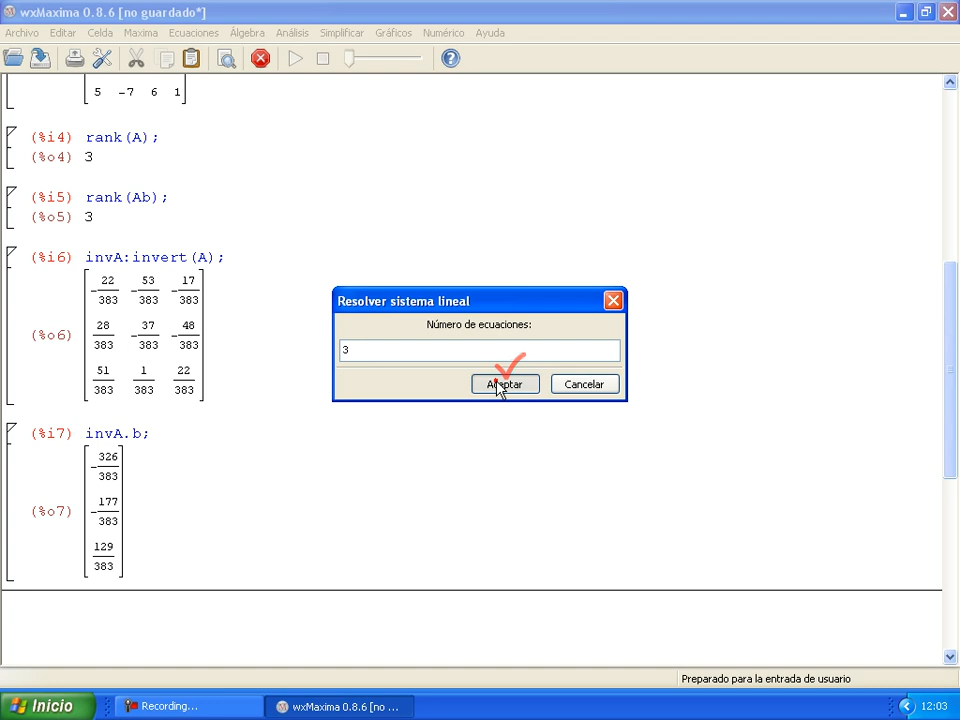 wxMaxima 0.8.6 [no guardado*]
Archivo Editar Celda Maxima Ecuaciones Álgebra Análisis Simplificar Gráficos Numérico Ayuda
5 -7 6 1
(%i4) rank(A);
(%o4) 3
(%i5) rank(Ab);
(%o5) 3
(%i6) invA:invert(A);
-22/383 -53/383 -17/383
(%o6) 28/383 -37/383 -48/383
51/383 1/383 22/383
(%i7) invA.b;
-326/383
(%o7) -177/383
129/383
Resolver sistema lineal
Número de ecuaciones:
3
Aceptar Cancelar
Preparado para la entrada de usuario
Inicio Recording... wxMaxima 0.8.6 [no ... 12:03